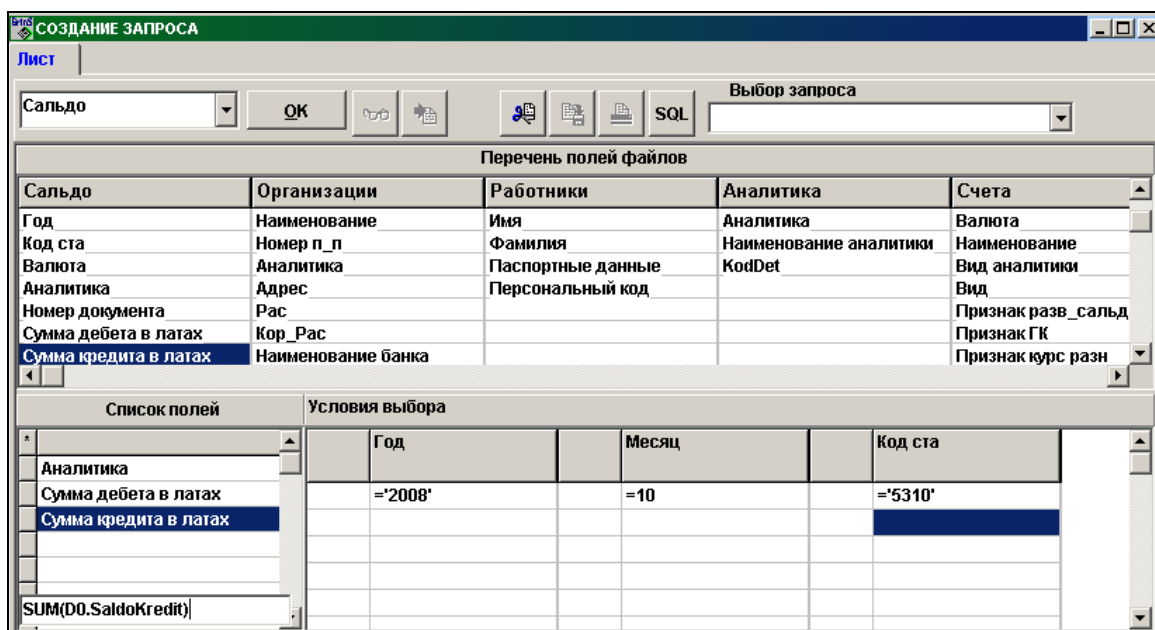 СОЗДАНИЕ ЗАПРОСА
Лист
Сальдо
OK
SQL
Выбор запроса
Перечень полей файлов
Сальдо Организации Работники Аналитика Счета
Год Наименование Имя Аналитика Валюта
Код ста Номер п_п Фамилия Наименование аналитики Наименование
Валюта Аналитика Паспортные данные KodDet Вид аналитики
Аналитика Адрес Персональный код Вид
Номер документа Рас Признак разв_сальд
Сумма дебета в латах Кор_Рас Признак ГК
Сумма кредита в латах Наименование банка Признак курс разн
Список полей Условия выбора
* Год Месяц Код ста
Аналитика
Сумма дебета в латах ='2008' =10 ='5310'
Сумма кредита в латах
SUM(D0.SaldoKredit)